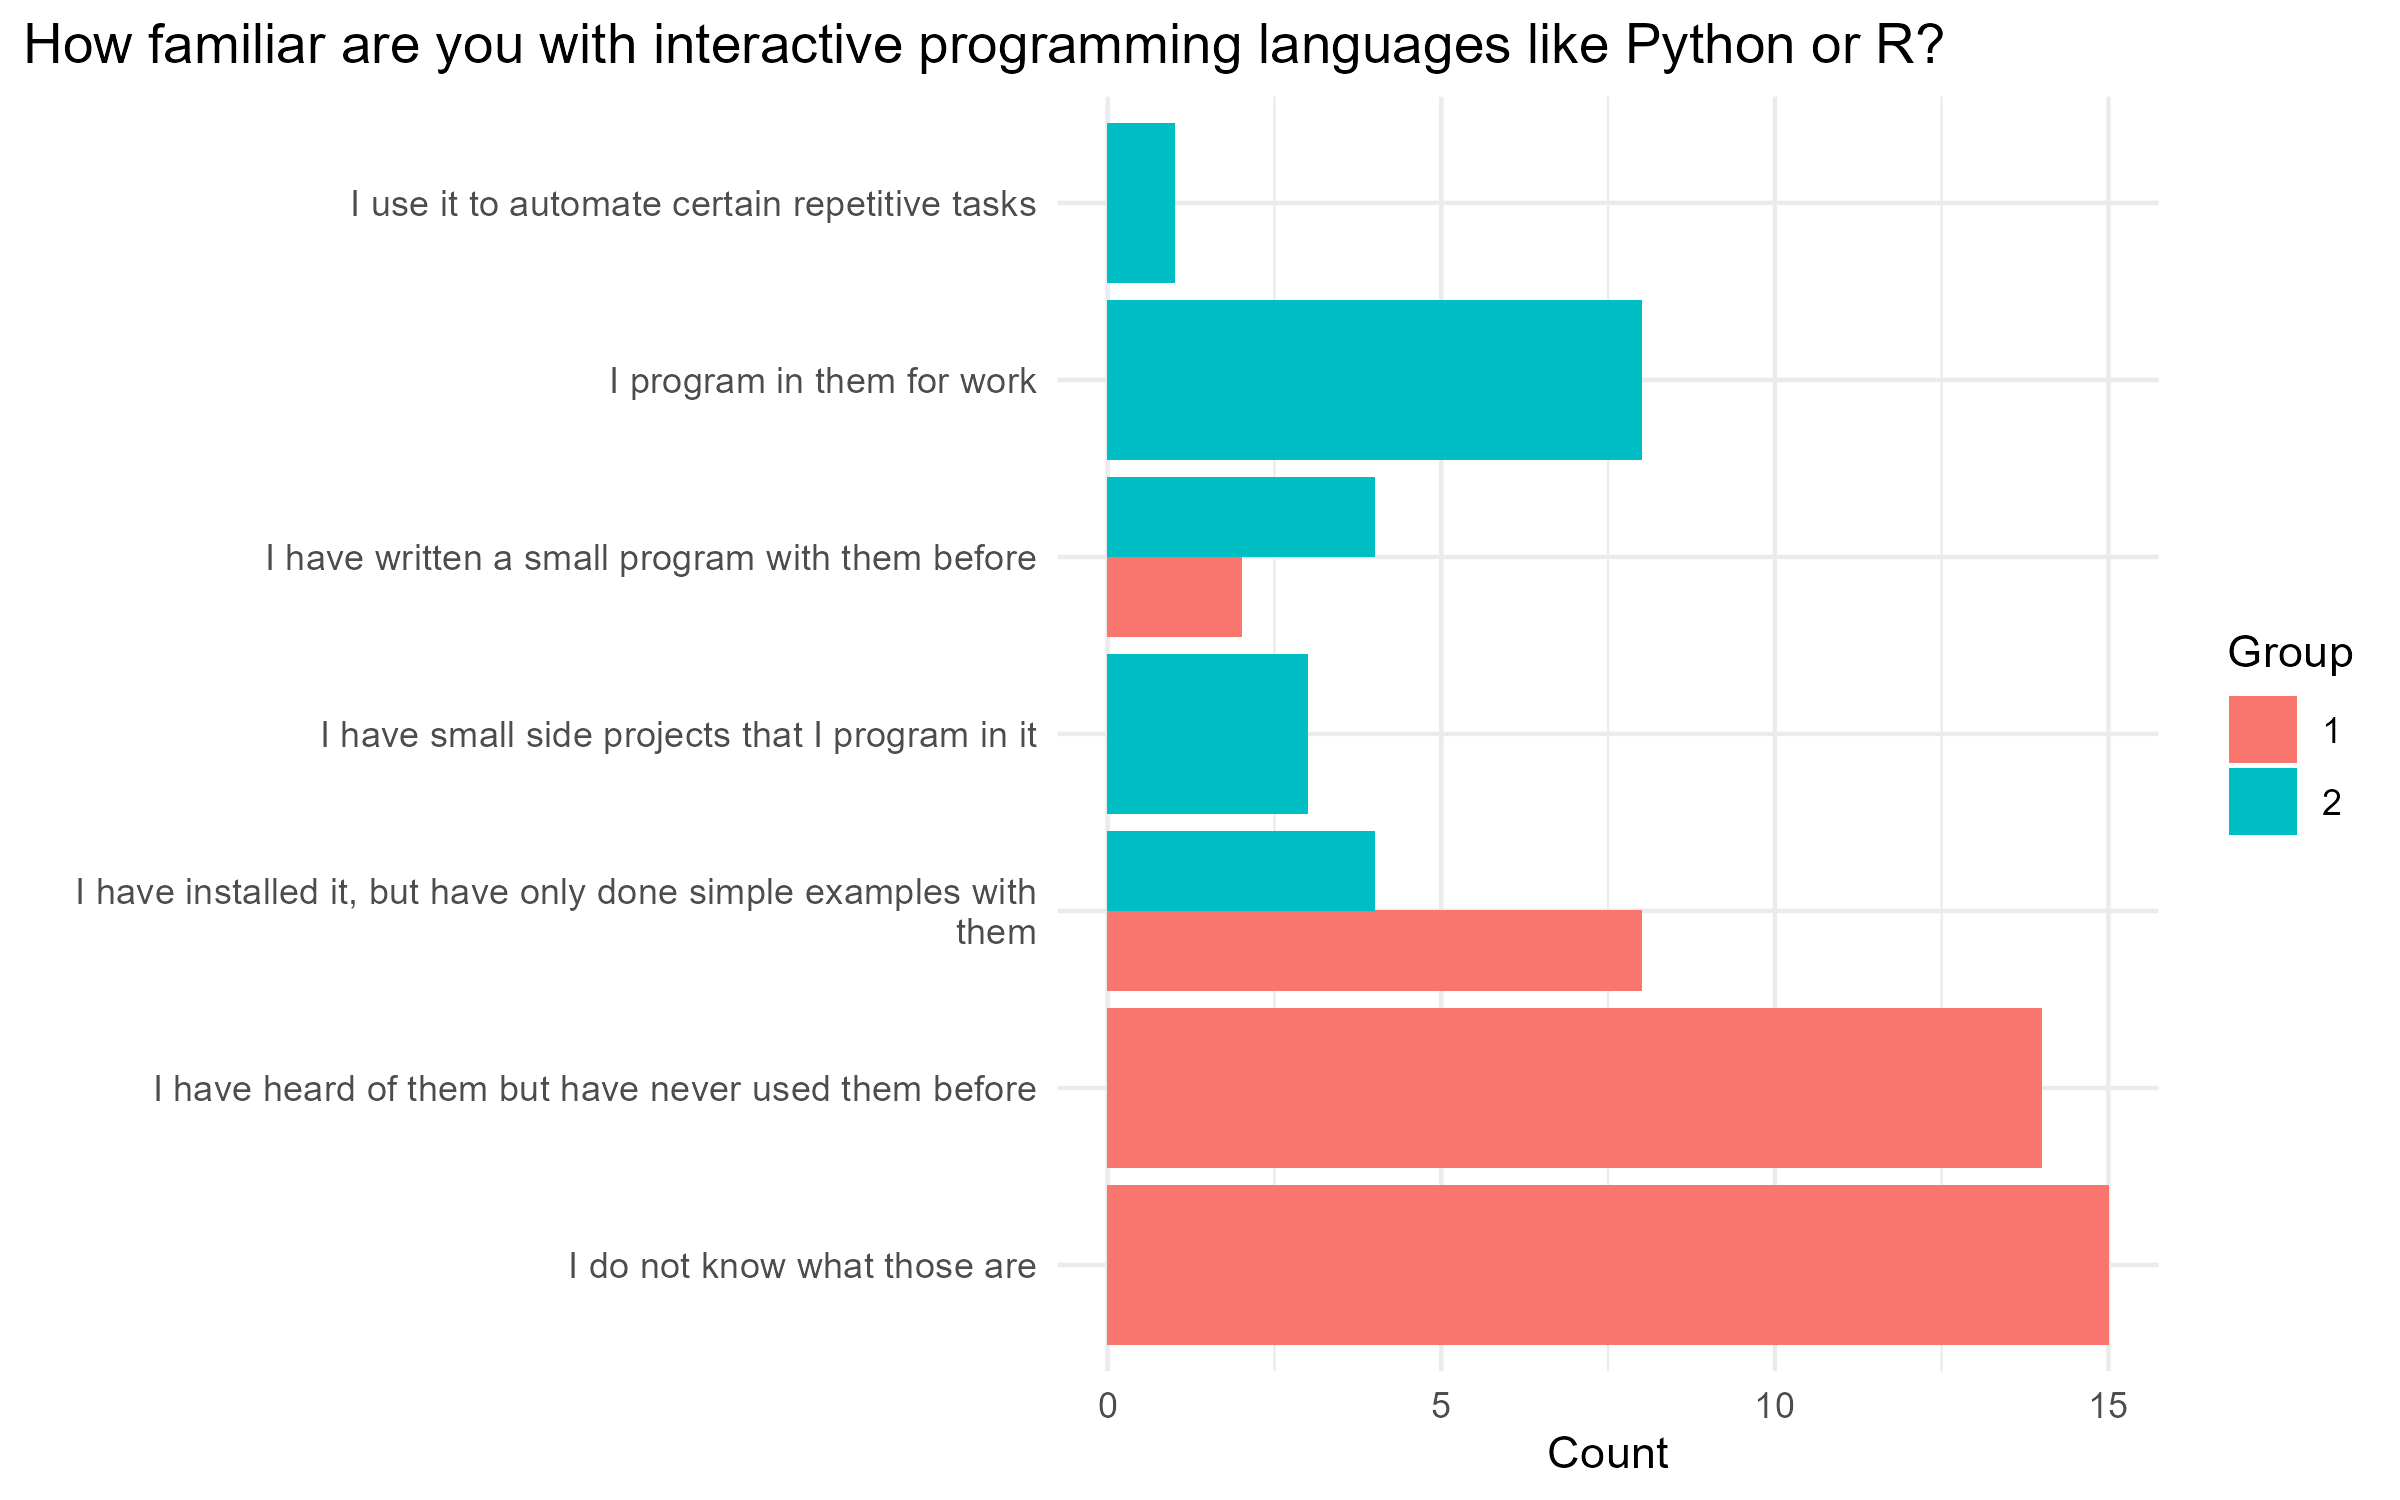 How familiar are you with interactive programming languages like Python or R?
I use it to automate certain repetitive tasks
I program in them for work
I have written a small program with them before
I have small side projects that I program in it
I have installed it, but have only done simple examples with
them
I have heard of them but have never used them before
I do not know what those are
0 5 10 15
Count
Group
1
2